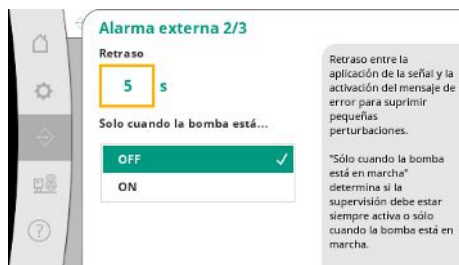 Alarma externa 2/3
Retraso
5 s
Solo cuando la bomba está...
OFF
ON
Retraso entre la
aplicación de la señal y la
activación del mensaje de
error para suprimir
pequeñas
perturbaciones.
"Sólo cuando la bomba
está en marcha"
determina si la
supervisión debe estar
siempre activa o sólo
cuando la bomba está en
marcha.